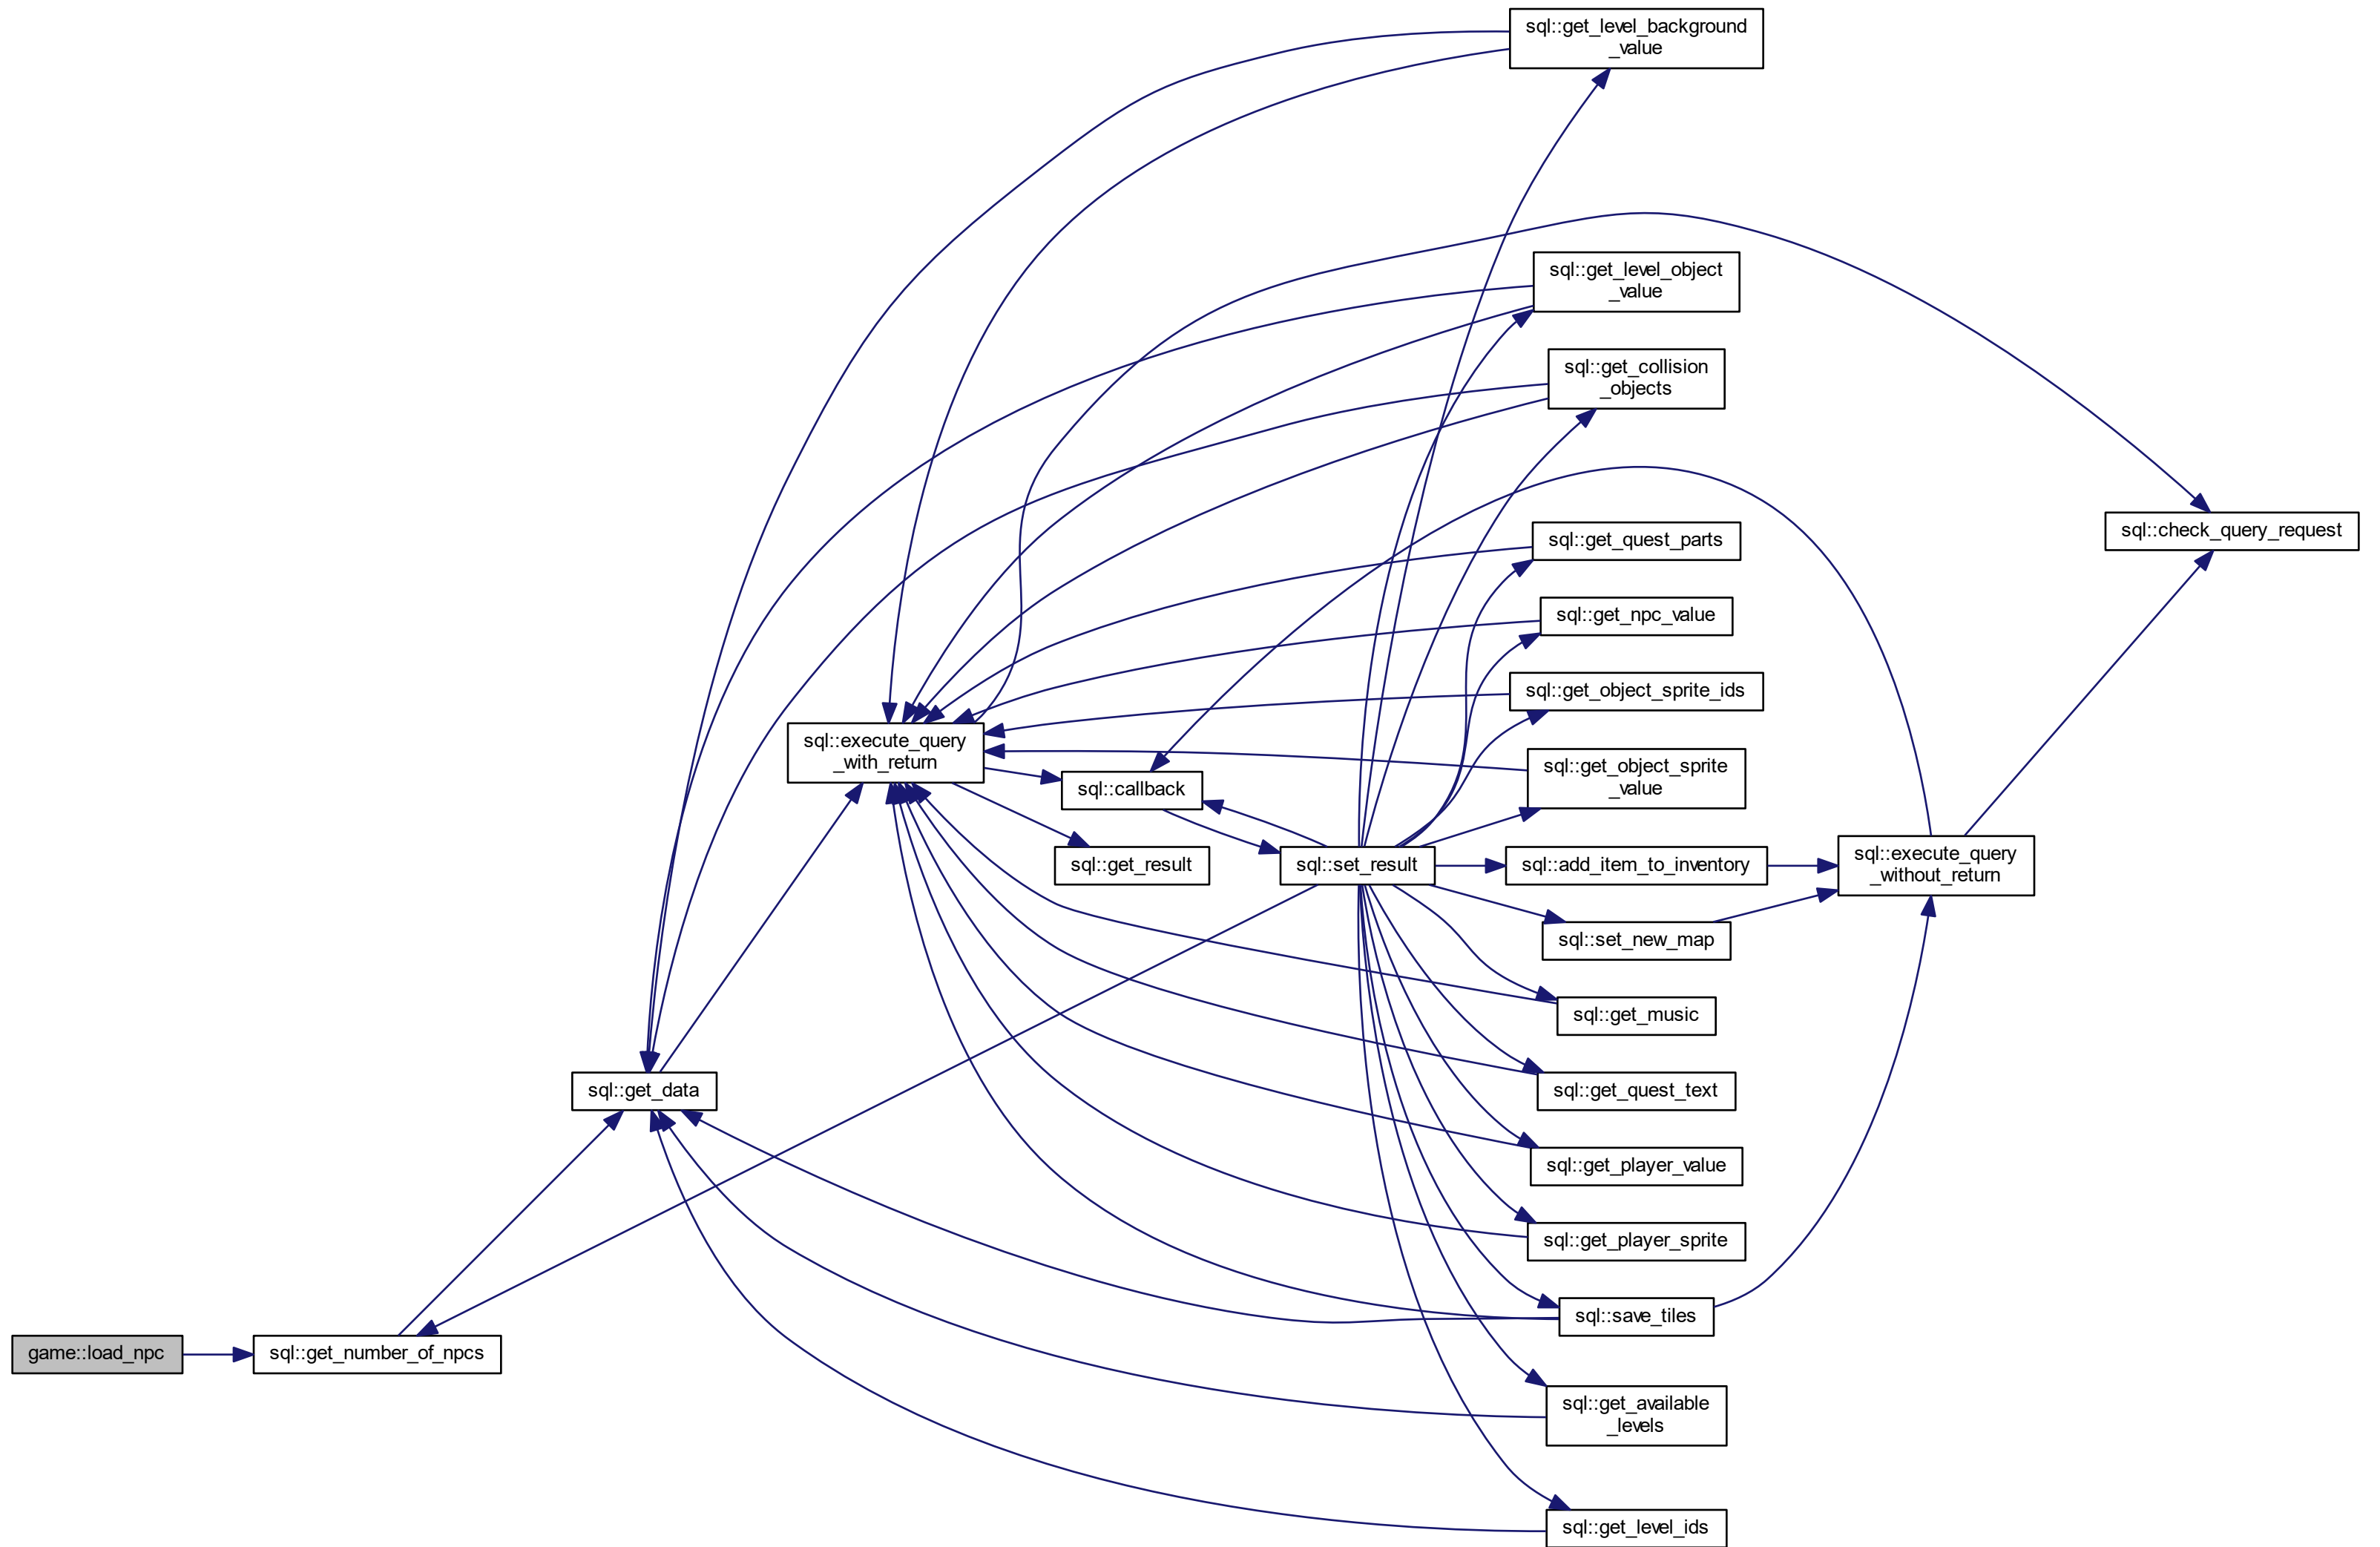 sql::get_level_background
_value
sql::get_level_object
_value
sql::get_collision
_objects
sql::check_query_request
sql::get_quest_parts
sql::get_npc_value
sql::get_object_sprite_ids
sql::execute_query
_with_return
sql::get_object_sprite
_value
sql::callback
sql::get_result
sql::set_result
sql::add_item_to_inventory
sql::execute_query
_without_return
sql::set_new_map
sql::get_music
sql::get_data
sql::get_quest_text
sql::get_player_value
sql::get_player_sprite
sql::save_tiles
game::load_npc
sql::get_number_of_npcs
sql::get_available
_levels
sql::get_level_ids